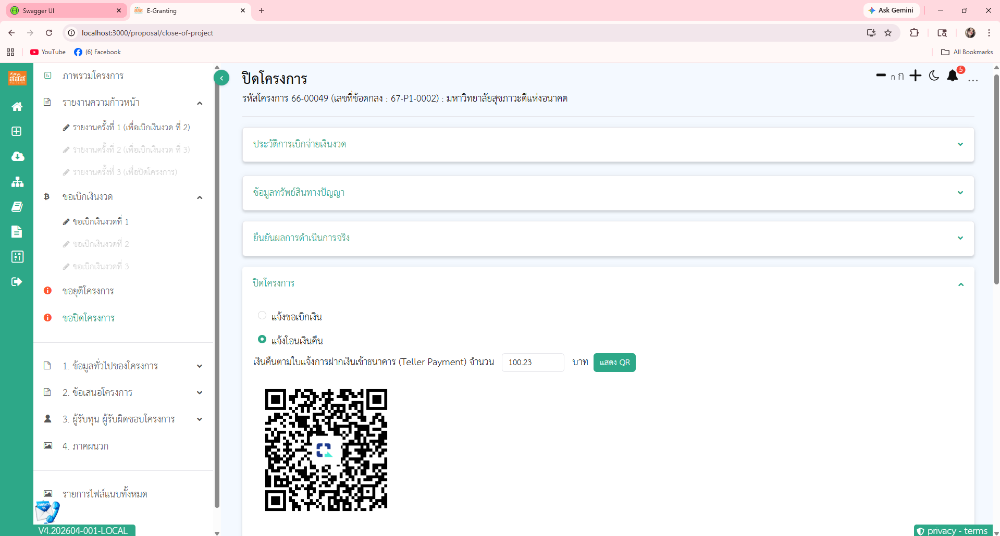 Swagger UI
E-Granting
Ask Gemini
localhost:3000/proposal/close-of-project
YouTube
(6) Facebook
All Bookmarks
สสส
ภาพรวมโครงการ
รายงานความก้าวหน้า
รายงานครั้งที่ 1 (เพื่อเบิกเงินงวด ที่ 2)
รายงานครั้งที่ 2 (เพื่อเบิกเงินงวด ที่ 3)
รายงานครั้งที่ 3 (เพื่อปิดโครงการ)
ขอเบิกเงินงวด
ขอเบิกเงินงวดที่ 1
ขอเบิกเงินงวดที่ 2
ขอเบิกเงินงวดที่ 3
ขอยุติโครงการ
ขอปิดโครงการ
1. ข้อมูลทั่วไปของโครงการ
2. ข้อเสนอโครงการ
3. ผู้รับทุน ผู้รับผิดชอบโครงการ
4. ภาคผนวก
รายการไฟล์แนบทั้งหมด
CONTACT US
V4.202604-001-LOCAL
ปิดโครงการ
ก ก
5
...
รหัสโครงการ 66-00049 (เลขที่ข้อตกลง : 67-P1-0002) : มหาวิทยาลัยสุขภาวะดีแห่งอนาคต
ประวัติการเบิกจ่ายเงินงวด
ข้อมูลทรัพย์สินทางปัญญา
ยืนยันผลการดำเนินการจริง
ปิดโครงการ
แจ้งขอเบิกเงิน
แจ้งโอนเงินคืน
เงินคืนตามใบแจ้งการฝากเงินเข้าธนาคาร (Teller Payment) จำนวน 100.23 บาท แสดง QR
privacy - terms